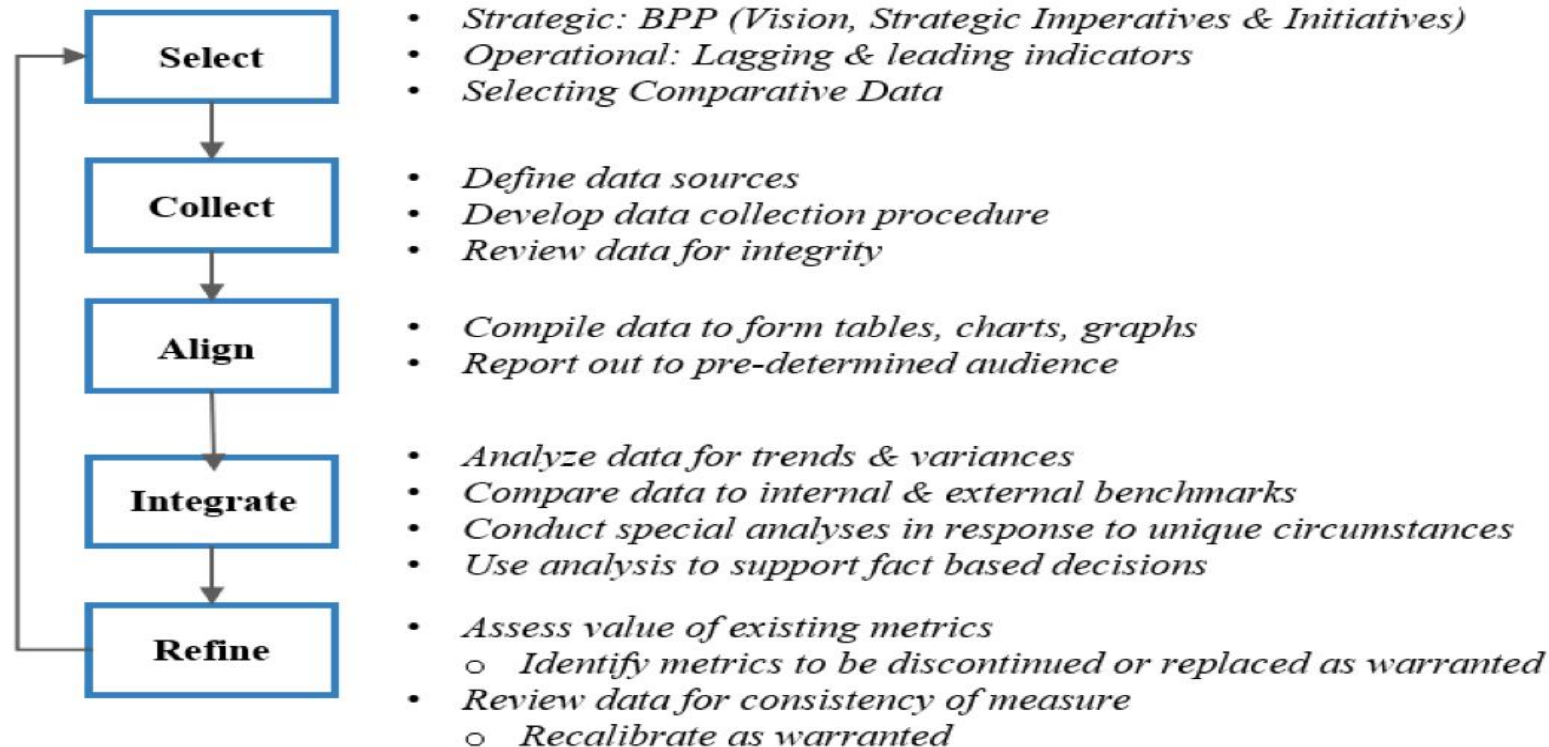 Select
• Strategic: BPP (Vision, Strategic Imperatives & Initiatives)
• Operational: Lagging & leading indicators
• Selecting Comparative Data
Collect
• Define data sources
• Develop data collection procedure
• Review data for integrity
Align
• Compile data to form tables, charts, graphs
• Report out to pre-determined audience
Integrate
• Analyze data for trends & variances
• Compare data to internal & external benchmarks
• Conduct special analyses in response to unique circumstances
• Use analysis to support fact based decisions
Refine
• Assess value of existing metrics
o Identify metrics to be discontinued or replaced as warranted
• Review data for consistency of measure
o Recalibrate as warranted